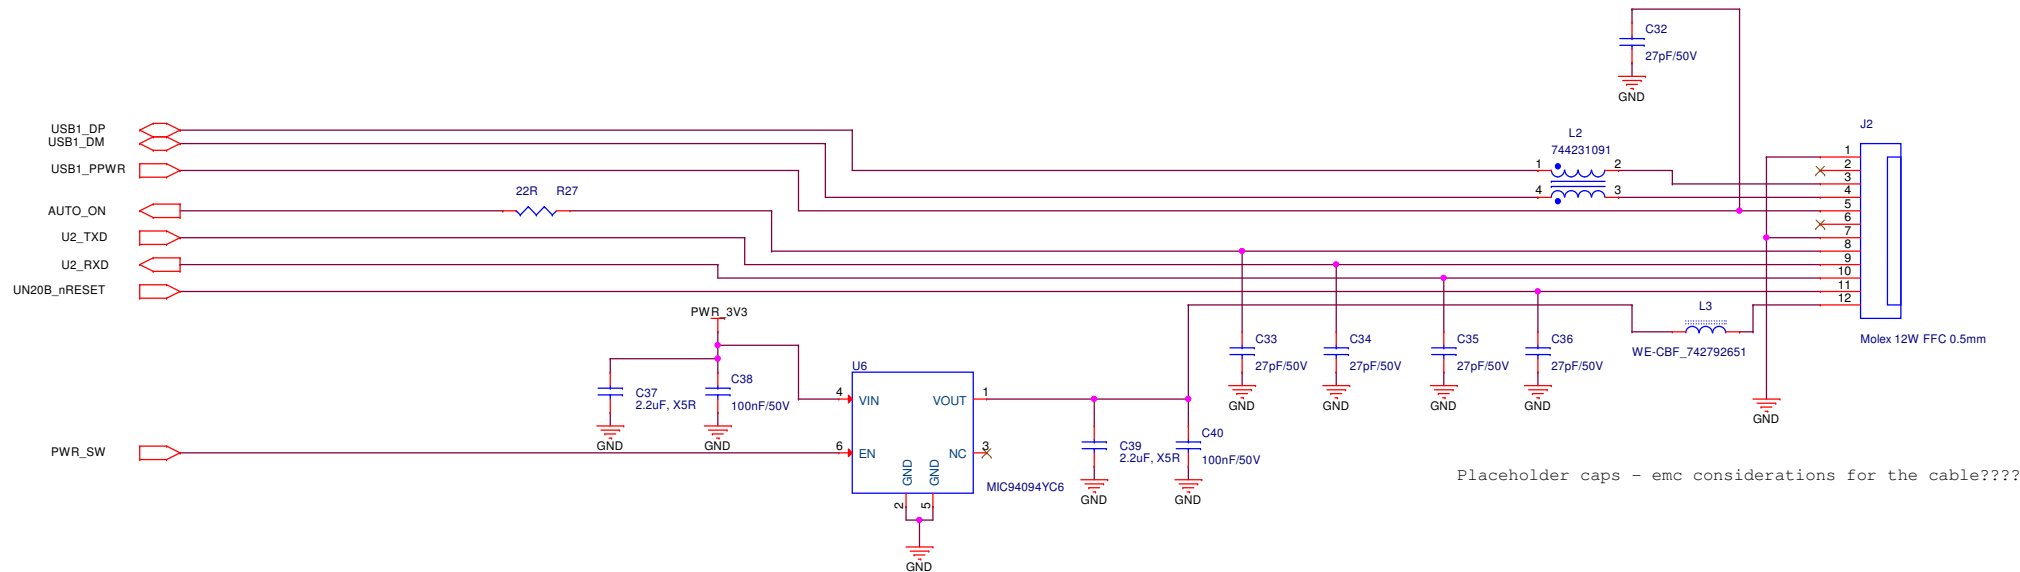 C32
27pF/50V
GND
USB1_DP
USB1_DM
USB1_PPWR
AUTO_ON
U2_TXD
U2_RXD
UN20B_nRESET
22R R27
L2
744231091
1 2
4 3
J2
1
2
3
4
5
6
7
8
9
10
11
12
Molex 12W FFC 0.5mm
L3
WE-CBF_742792651
GND
C33
27pF/50V
GND
C34
27pF/50V
GND
C35
27pF/50V
GND
C36
27pF/50V
GND
PWR_3V3
C37
2.2uF, X5R
GND
C38
100nF/50V
GND
PWR_SW
U6
4 VIN
VOUT 1
6 EN
NC 3
GND
GND
2
5
MIC94094YC6
GND
C39
2.2uF, X5R
GND
C40
100nF/50V
GND
Placeholder caps - emc considerations for the cable????